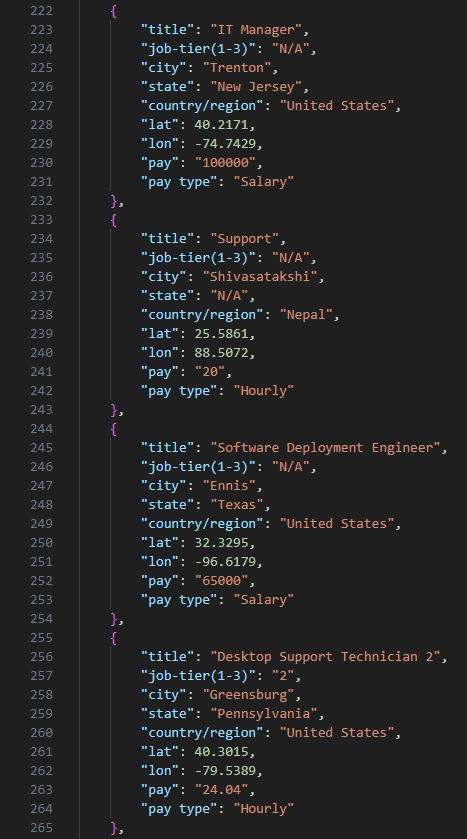 222 {
223 "title": "IT Manager",
224 "job-tier(1-3)": "N/A",
225 "city": "Trenton",
226 "state": "New Jersey",
227 "country/region": "United States",
228 "lat": 40.2171,
229 "lon": -74.7429,
230 "pay": "100000",
231 "pay type": "Salary"
232 },
233 {
234 "title": "Support",
235 "job-tier(1-3)": "N/A",
236 "city": "Shivasatakshi",
237 "state": "N/A",
238 "country/region": "Nepal",
239 "lat": 25.5861,
240 "lon": 88.5072,
241 "pay": "20",
242 "pay type": "Hourly"
243 },
244 {
245 "title": "Software Deployment Engineer",
246 "job-tier(1-3)": "N/A",
247 "city": "Ennis",
248 "state": "Texas",
249 "country/region": "United States",
250 "lat": 32.3295,
251 "lon": -96.6179,
252 "pay": "65000",
253 "pay type": "Salary"
254 },
255 {
256 "title": "Desktop Support Technician 2",
257 "job-tier(1-3)": "2",
258 "city": "Greensburg",
259 "state": "Pennsylvania",
260 "country/region": "United States",
261 "lat": 40.3015,
262 "lon": -79.5389,
263 "pay": "24.04",
264 "pay type": "Hourly"
265 },